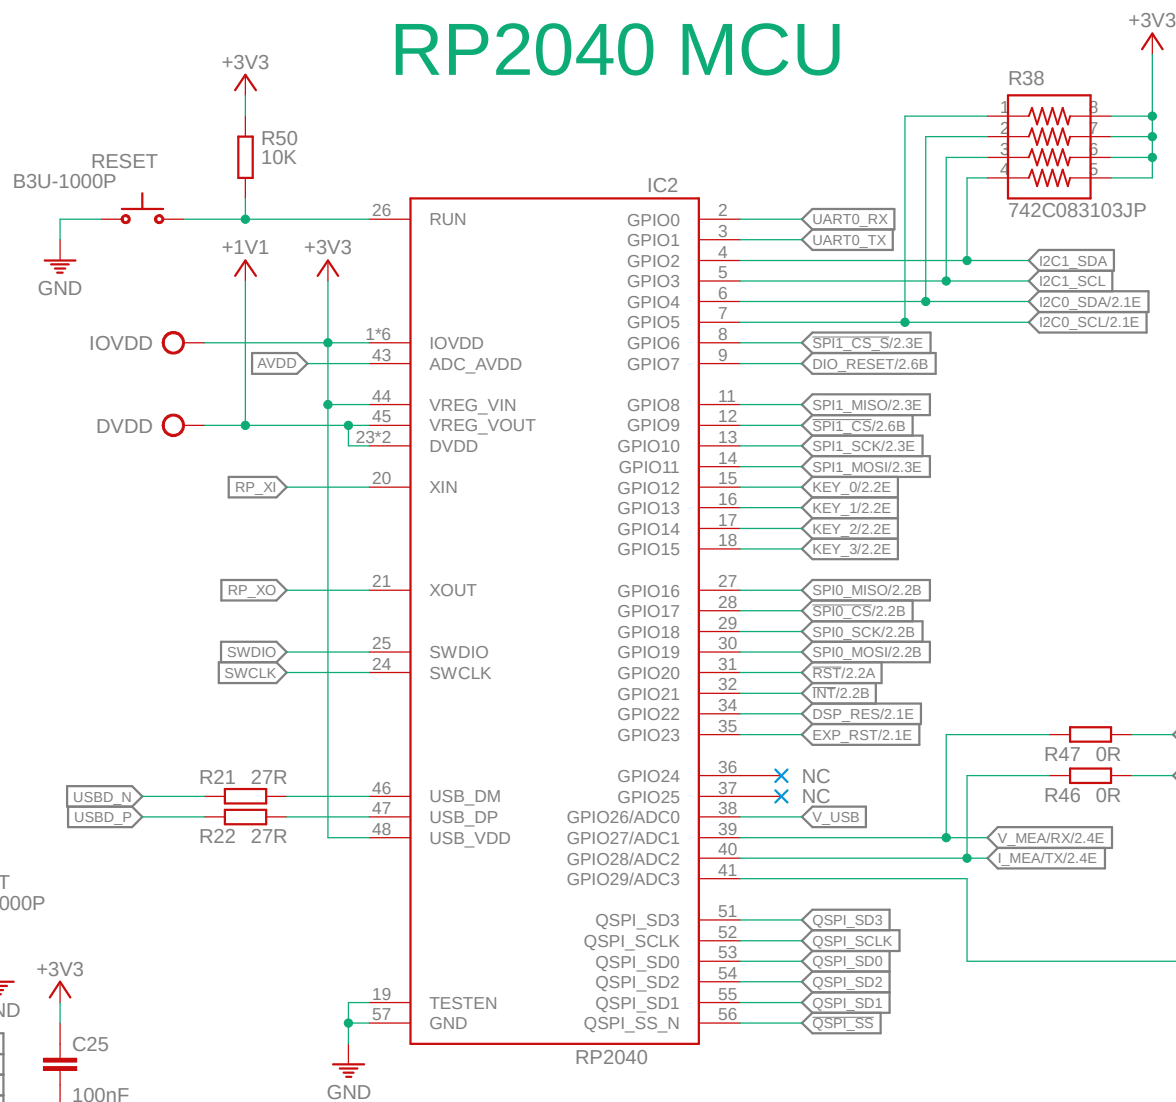 RP2040 MCU
+3V3
+3V3
R38
1 8
2 7
3 6
4 5
742C083103JP
R50
10K
RESET
B3U-1000P
GND
+1V1
+3V3
IOVDD
AVDD
DVDD
RP_XI
RP_XO
SWDIO
SWCLK
USBD_N
USBD_P
R21 27R
R22 27R
IC2
26 RUN
1*6 IOVDD
43 ADC_AVDD
44 VREG_VIN
45 VREG_VOUT
23*2 DVDD
20 XIN
21 XOUT
25 SWDIO
24 SWCLK
46 USB_DM
47 USB_DP
48 USB_VDD
19 TESTEN
57 GND
GND
GPIO0 2 UART0_RX
GPIO1 3 UART0_TX
GPIO2 4 I2C1_SDA
GPIO3 5 I2C1_SCL
GPIO4 6 I2C0_SDA/2.1E
GPIO5 7 I2C0_SCL/2.1E
GPIO6 8 SPI1_CS_S/2.3E
GPIO7 9 DIO_RESET/2.6B
GPIO8 11 SPI1_MISO/2.3E
GPIO9 12 SPI1_CS/2.6B
GPIO10 13 SPI1_SCK/2.3E
GPIO11 14 SPI1_MOSI/2.3E
GPIO12 15 KEY_0/2.2E
GPIO13 16 KEY_1/2.2E
GPIO14 17 KEY_2/2.2E
GPIO15 18 KEY_3/2.2E
GPIO16 27 SPI0_MISO/2.2B
GPIO17 28 SPI0_CS/2.2B
GPIO18 29 SPI0_SCK/2.2B
GPIO19 30 SPI0_MOSI/2.2B
GPIO20 31 RST/2.2A
GPIO21 32 INT/2.2B
GPIO22 34 DSP_RES/2.1E
GPIO23 35 EXP_RST/2.1E
GPIO24 36 NC
GPIO25 37 NC
GPIO26/ADC0 38 V_USB
GPIO27/ADC1 39 V_MEA/RX/2.4E
GPIO28/ADC2 40 I_MEA/TX/2.4E
GPIO29/ADC3 41
R47 0R
R46 0R
QSPI_SD3 51 QSPI_SD3
QSPI_SCLK 52 QSPI_SCLK
QSPI_SD0 53 QSPI_SD0
QSPI_SD2 54 QSPI_SD2
QSPI_SD1 55 QSPI_SD1
QSPI_SS_N 56 QSPI_SS
RP2040
T
000P
+3V3
ND
C25
100nF